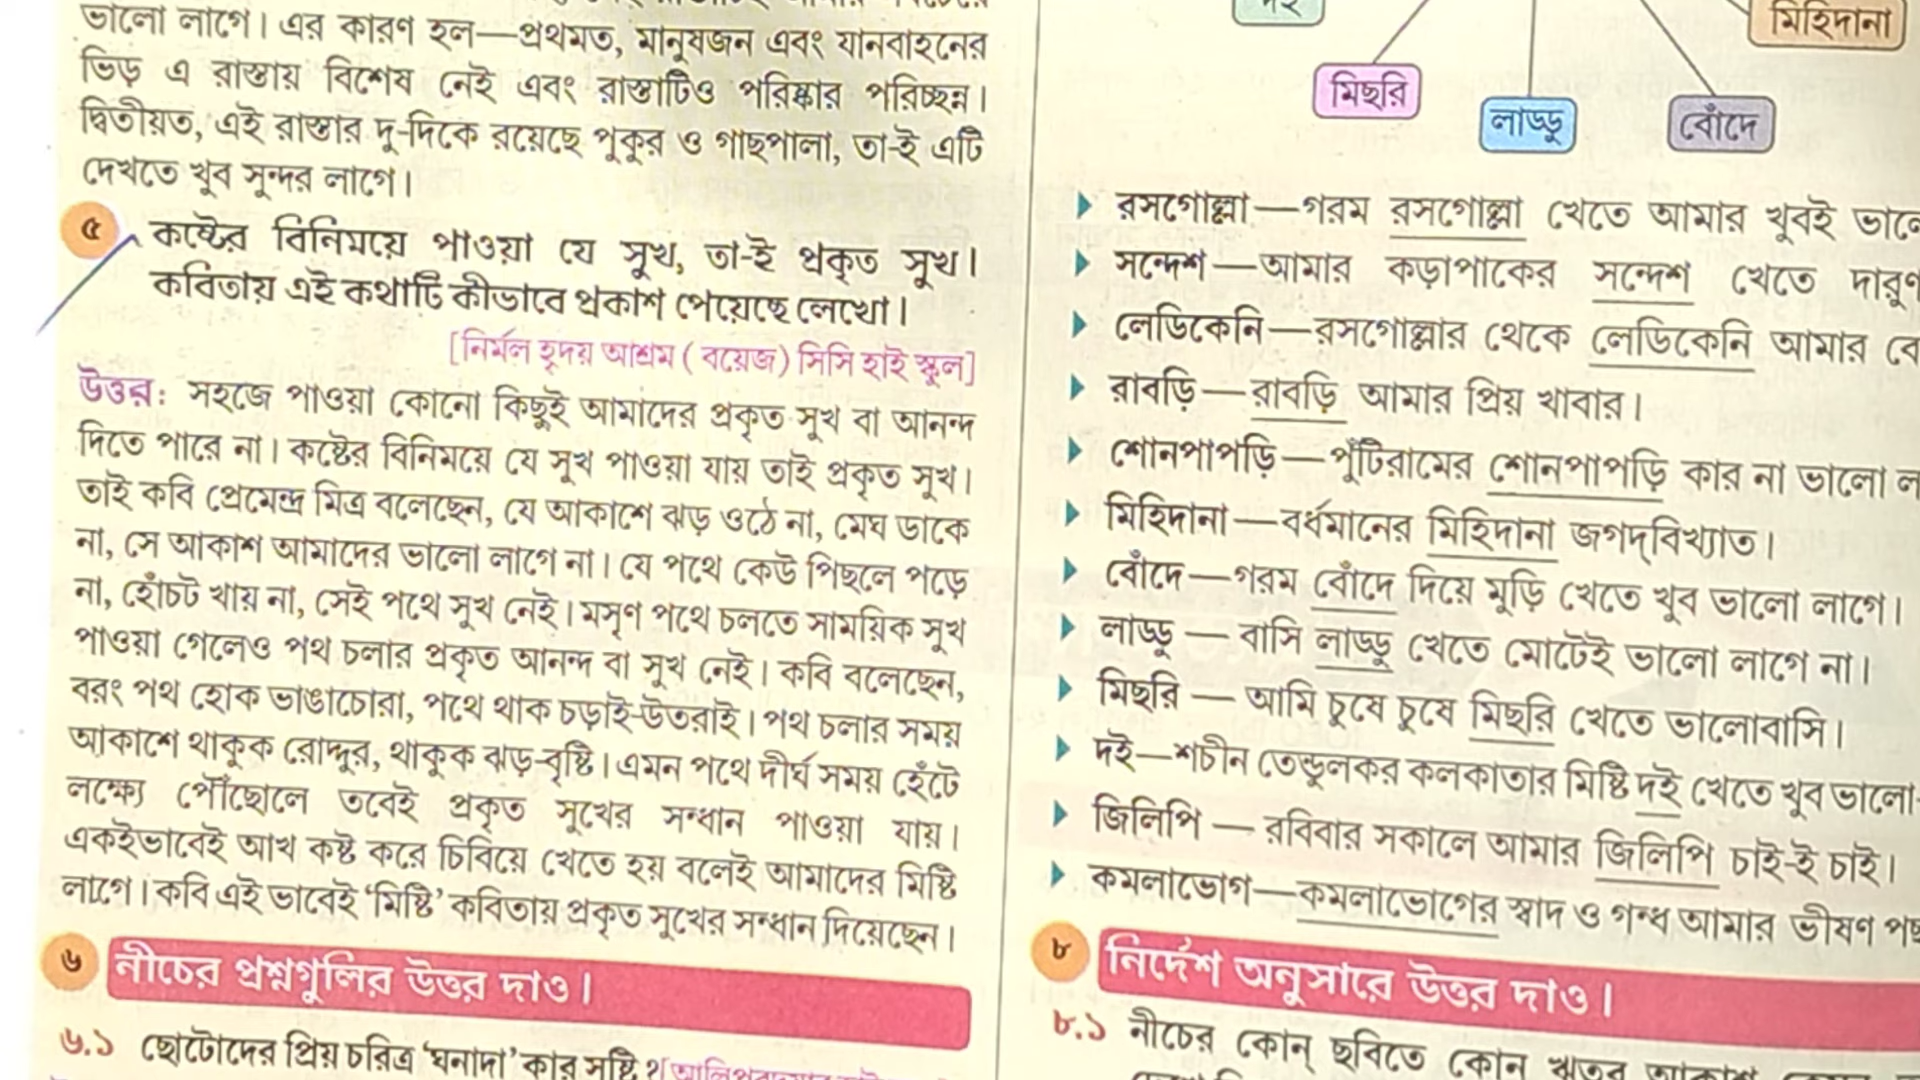 ভালো লাগে। এর কারণ হল—প্রথমত, মানুষজন এবং যানবাহনের
ভিড় এ রাস্তায় বিশেষ নেই এবং রাস্তাটিও পরিষ্কার পরিচ্ছন্ন।
দ্বিতীয়ত, এই রাস্তার দু-দিকে রয়েছে পুকুর ও গাছপালা, তা-ই এটি
দেখতে খুব সুন্দর লাগে।
৫ কষ্টের বিনিময়ে পাওয়া যে সুখ, তা-ই প্রকৃত সুখ।
কবিতায় এই কথাটি কীভাবে প্রকাশ পেয়েছে লেখো।
[নির্মল হৃদয় আশ্রম (বয়েজ) সিসি হাই স্কুল]
উত্তর: সহজে পাওয়া কোনো কিছুই আমাদের প্রকৃত সুখ বা আনন্দ
দিতে পারে না। কষ্টের বিনিময়ে যে সুখ পাওয়া যায় তাই প্রকৃত সুখ।
তাই কবি প্রেমেন্দ্র মিত্র বলেছেন, যে আকাশে ঝড় ওঠে না, মেঘ ডাকে
না, সে আকাশ আমাদের ভালো লাগে না। যে পথে কেউ পিছলে পড়ে
না, হোঁচট খায় না, সেই পথে সুখ নেই। মসৃণ পথে চলতে সাময়িক সুখ
পাওয়া গেলেও পথ চলার প্রকৃত আনন্দ বা সুখ নেই। কবি বলেছেন,
বরং পথ হোক ভাঙাচোরা, পথে থাক চড়াই-উতরাই। পথ চলার সময়
আকাশে থাকুক রোদ্দুর, থাকুক ঝড়-বৃষ্টি। এমন পথে দীর্ঘ সময় হেঁটে
লক্ষ্যে পৌঁছোলে তবেই প্রকৃত সুখের সন্ধান পাওয়া যায়।
একইভাবেই আখ কষ্ট করে চিবিয়ে খেতে হয় বলেই আমাদের মিষ্টি
লাগে। কবি এই ভাবেই ‘মিষ্টি’ কবিতায় প্রকৃত সুখের সন্ধান দিয়েছেন।
৬ নীচের প্রশ্নগুলির উত্তর দাও।
৬.১ ছোটোদের প্রিয় চরিত্র ‘ঘনাদা’ কার সৃষ্টি?
দই
মিহিদানা
মিছরি
লাড্ডু
বোঁদে
রসগোল্লা—গরম রসগোল্লা খেতে আমার খুবই
সন্দেশ—আমার কড়াপাকের সন্দেশ খেতে দারুণ
লেডিকেনি—রসগোল্লার থেকে লেডিকেনি আমার
রাবড়ি—রাবড়ি আমার প্রিয় খাবার।
শোনপাপড়ি—পুঁটিরামের শোনপাপড়ি কার না ভালো
মিহিদানা—বর্ধমানের মিহিদানা জগদ্‌বিখ্যাত।
বোঁদে—গরম বোঁদে দিয়ে মুড়ি খেতে খুব ভালো লাগে।
লাড্ডু — বাসি লাড্ডু খেতে মোটেই ভালো লাগে না।
মিছরি — আমি চুষে চুষে মিছরি খেতে ভালোবাসি।
দই—শচীন তেন্ডুলকর কলকাতার মিষ্টি দই খেতে খুব ভালো
জিলিপি — রবিবার সকালে আমার জিলিপি চাই-ই চাই।
কমলাভোগ—কমলাভোগের স্বাদ ও গন্ধ আমার ভীষণ
৮ নির্দেশ অনুসারে উত্তর দাও।
৮.১ নীচের কোন্ ছবিতে কোন ঋতুর আকাশ